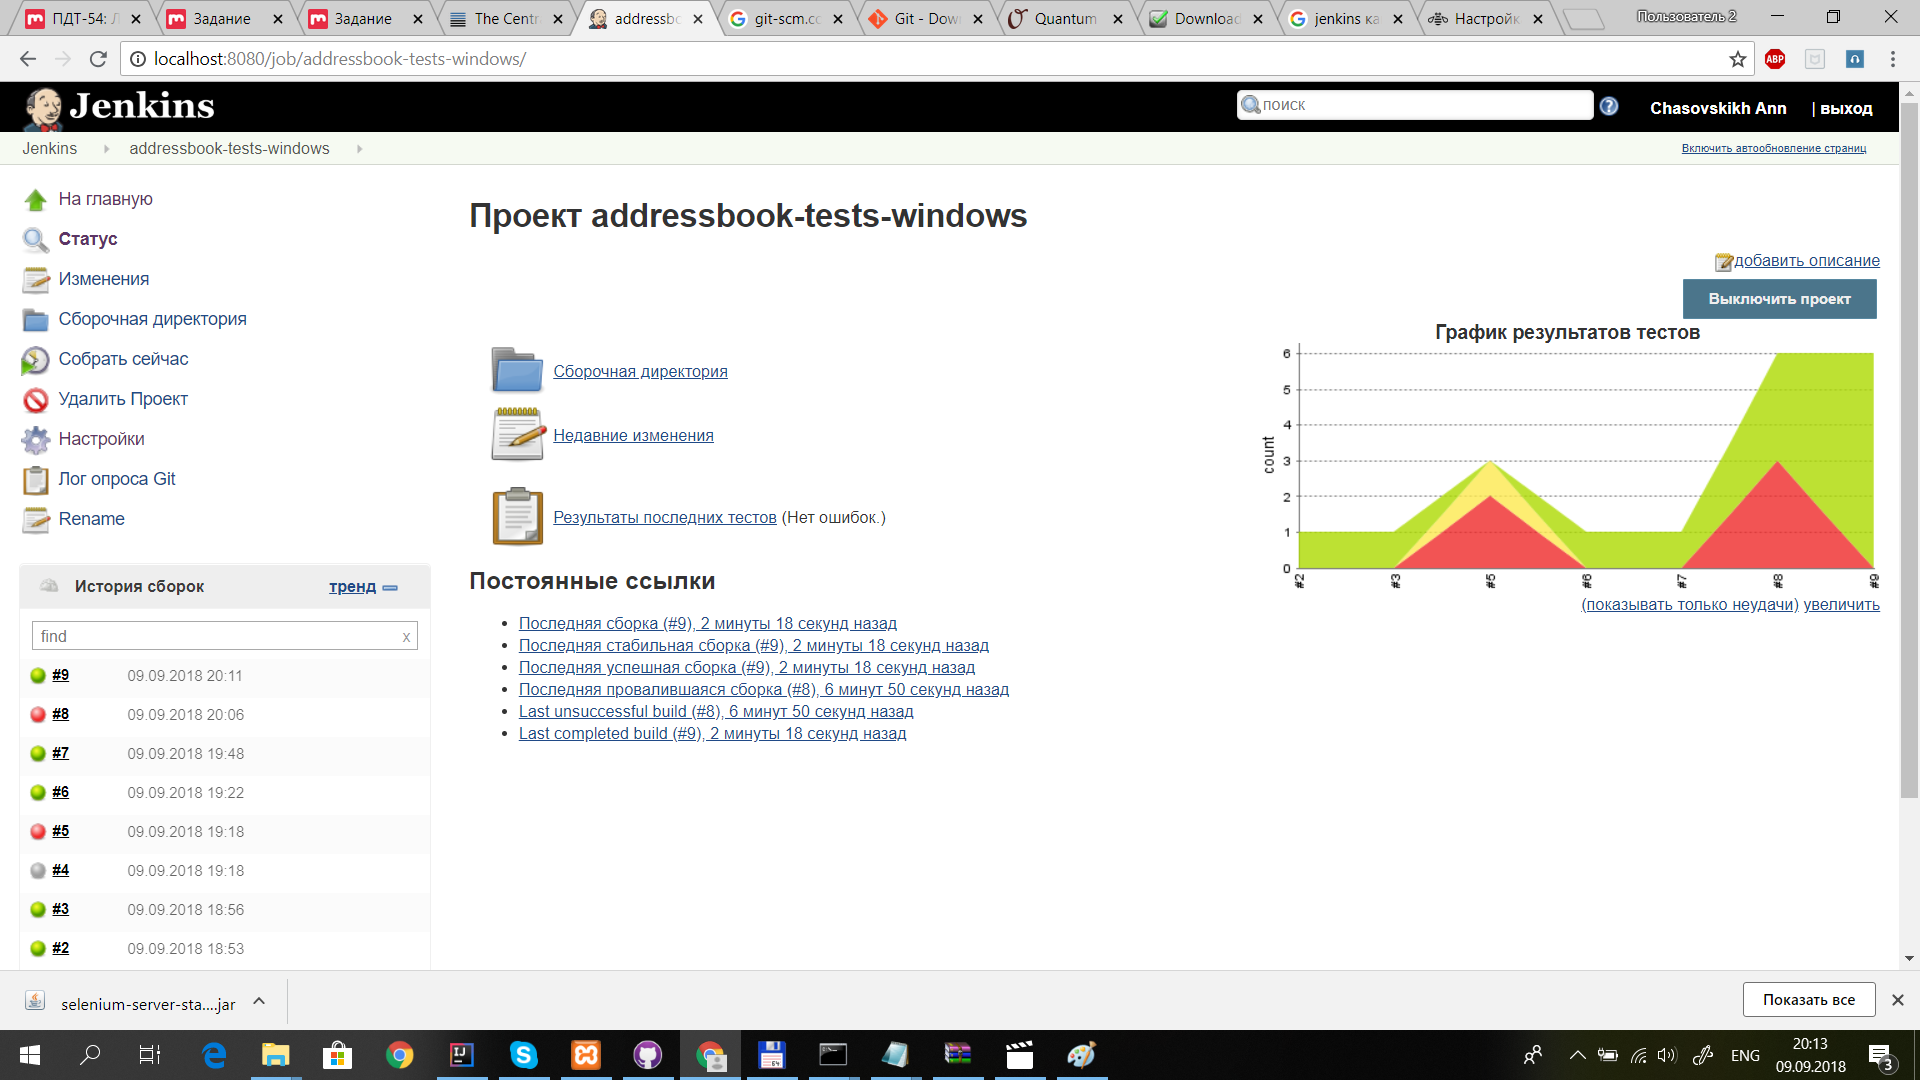 ПДТ-54: Л
Задание
Задание
The Centr
addressbo
git-scm.co
Git - Dow
Quantum
Download
jenkins ка
Настройк
Пользователь 2
localhost:8080/job/addressbook-tests-windows/
ABP
Jenkins
поиск
?
Chasovskikh Ann
| выход
Jenkins
addressbook-tests-windows
Включить автообновление страниц
На главную
Статус
Изменения
Сборочная директория
Собрать сейчас
Удалить Проект
Настройки
Лог опроса Git
Rename
Проект addressbook-tests-windows
добавить описание
Выключить проект
Сборочная директория
Недавние изменения
Результаты последних тестов (Нет ошибок.)
График результатов тестов
count
6
5
4
3
2
1
0
#2
#3
#5
#6
#7
#8
#9
(показывать только неудачи) увеличить
Постоянные ссылки
Последняя сборка (#9), 2 минуты 18 секунд назад
Последняя стабильная сборка (#9), 2 минуты 18 секунд назад
Последняя успешная сборка (#9), 2 минуты 18 секунд назад
Последняя провалившаяся сборка (#8), 6 минут 50 секунд назад
Last unsuccessful build (#8), 6 минут 50 секунд назад
Last completed build (#9), 2 минуты 18 секунд назад
История сборок
тренд
find
x
#9 09.09.2018 20:11
#8 09.09.2018 20:06
#7 09.09.2018 19:48
#6 09.09.2018 19:22
#5 09.09.2018 19:18
#4 09.09.2018 19:18
#3 09.09.2018 18:56
#2 09.09.2018 18:53
selenium-server-sta....jar
Показать все
ENG
20:13
09.09.2018
3